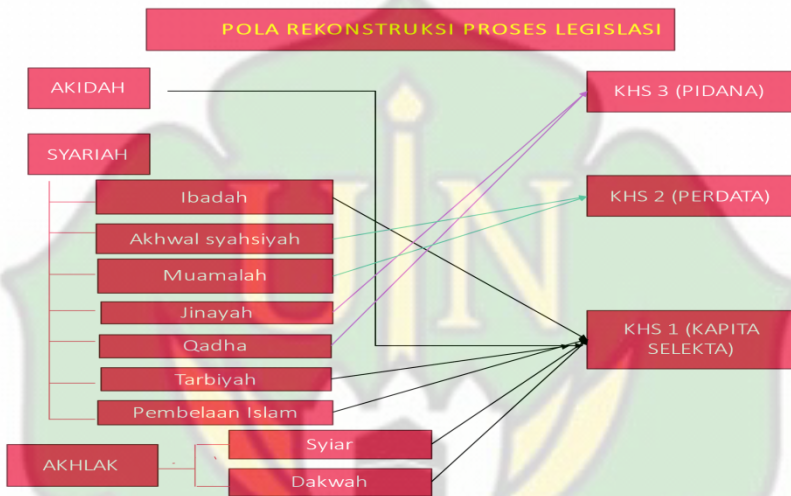 POLA REKONSTRUKSI PROSES LEGISLASI
AKIDAH
KHS 3 (PIDANA)
SYARIAH
Ibadah
KHS 2 (PERDATA)
Akhwal syahsiyah
Muamalah
Jinayah
Qadha
KHS 1 (KAPITA
SELEKTA)
Tarbiyah
Pembelaan Islam
AKHLAK
Syiar
Dakwah
UIN